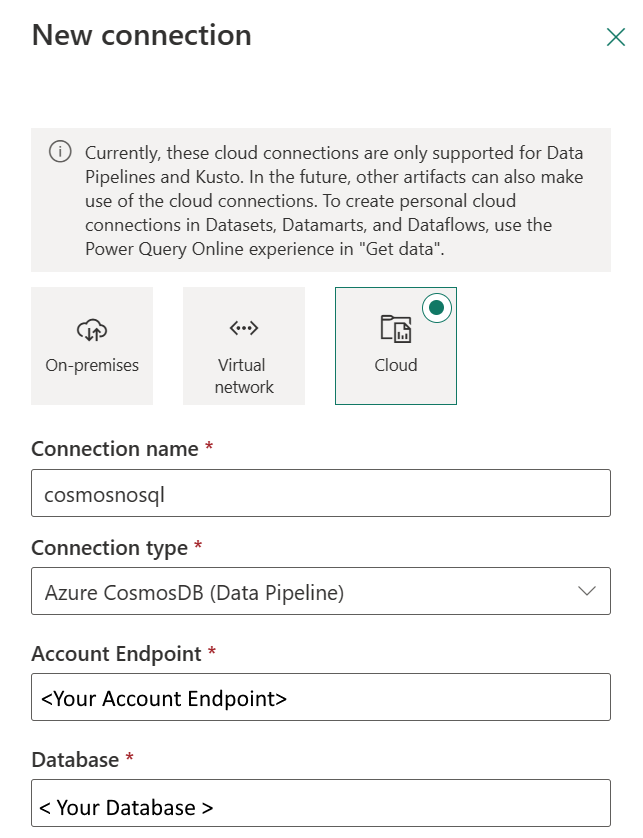 New connection
Currently, these cloud connections are only supported for Data
Pipelines and Kusto. In the future, other artifacts can also make
use of the cloud connections. To create personal cloud
connections in Datasets, Datamarts, and Dataflows, use the
Power Query Online experience in "Get data".
On-premises
Virtual
network
Cloud
Connection name *
cosmosnosql
Connection type *
Azure CosmosDB (Data Pipeline)
Account Endpoint *
<Your Account Endpoint>
Database *
< Your Database >